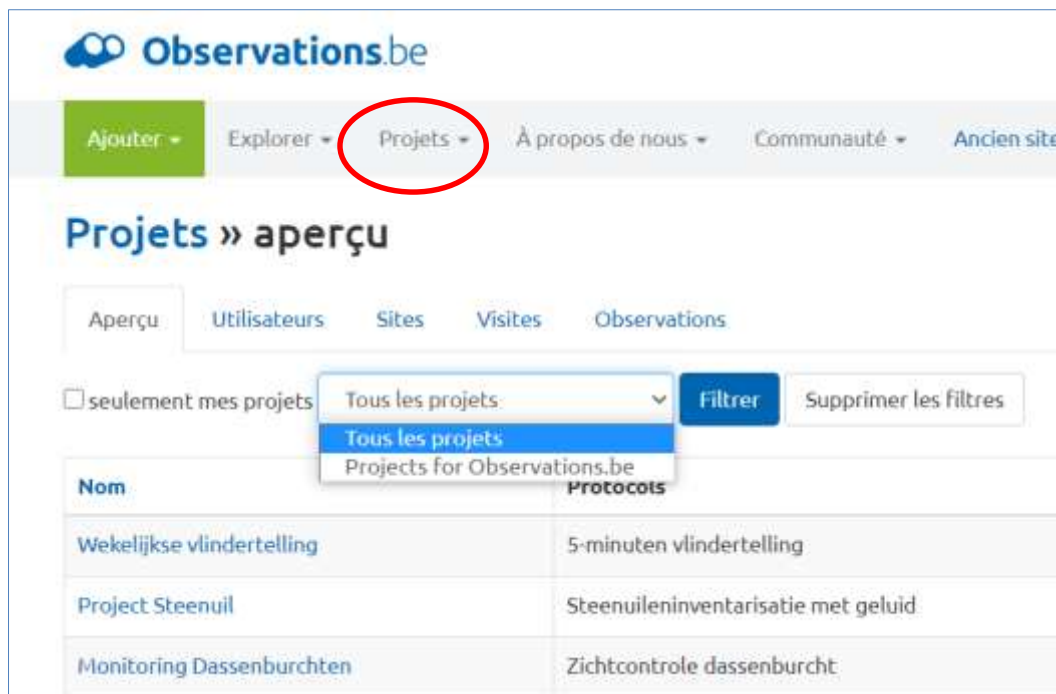 Observations.be
Ajouter Explorer Projets À propos de nous Communauté Ancien site
Projets » aperçu
Aperçu Utilisateurs Sites Visites Observations
seulement mes projets Tous les projets Filtrer Supprimer les filtres
Tous les projets
Projects for Observations.be
Nom Protocols
Wekelijkse vlindertelling 5-minuten vlindertelling
Project Steenuil Steenuileninventarisatie met geluid
Monitoring Dassenburchten Zichtcontrole dassenburcht